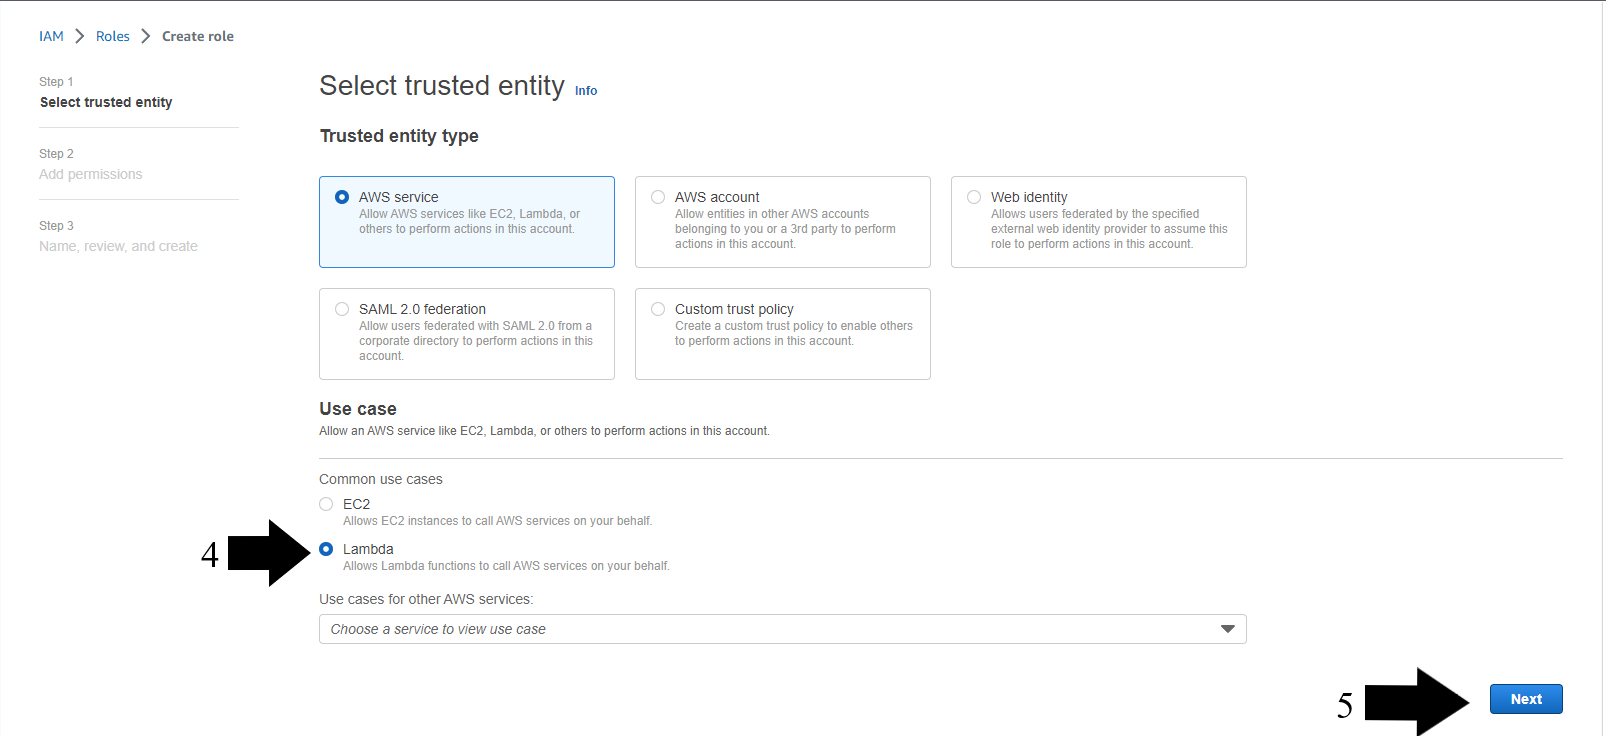 IAM > Roles > Create role
Step 1
Select trusted entity
Step 2
Add permissions
Step 3
Name, review, and create
Select trusted entity Info
Trusted entity type
AWS service
Allow AWS services like EC2, Lambda, or
others to perform actions in this account.
AWS account
Allow entities in other AWS accounts
belonging to you or a 3rd party to perform
actions in this account.
Web identity
Allows users federated by the specified
external web identity provider to assume this
role to perform actions in this account.
SAML 2.0 federation
Allow users federated with SAML 2.0 from a
corporate directory to perform actions in this
account.
Custom trust policy
Create a custom trust policy to enable others
to perform actions in this account.
Use case
Allow an AWS service like EC2, Lambda, or others to perform actions in this account.
Common use cases
EC2
Allows EC2 instances to call AWS services on your behalf.
4
Lambda
Allows Lambda functions to call AWS services on your behalf.
Use cases for other AWS services:
Choose a service to view use case
5
Next